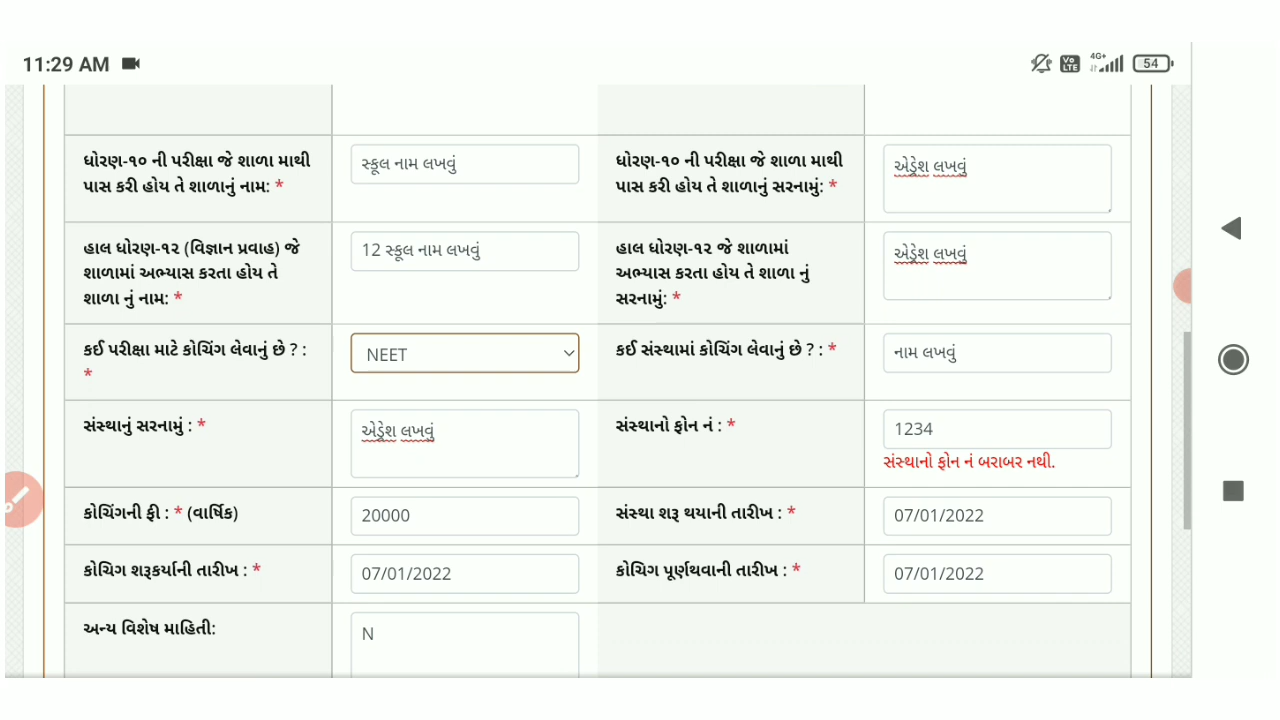 11:29 AM
4G+
Vo LTE
54
ધોરણ-૧૦ ની પરીક્ષા જે શાળા માથી
પાસ કરી હોય તે શાળાનું નામ: *
સ્કૂલ નામ લખવું
ધોરણ-૧૦ ની પરીક્ષા જે શાળા માથી
પાસ કરી હોય તે શાળાનું સરનામું: *
એડ્રેશ લખવું
હાલ ધોરણ-૧૨ (વિજ્ઞાન પ્રવાહ) જે
શાળામાં અભ્યાસ કરતા હોય તે
શાળા નું નામ: *
12 સ્કૂલ નામ લખવું
હાલ ધોરણ-૧૨ જે શાળામાં
અભ્યાસ કરતા હોય તે શાળા નું
સરનામું: *
એડ્રેશ લખવું
કઈ પરીક્ષા માટે કોચિંગ લેવાનું છે ? :
*
NEET
કઈ સંસ્થામાં કોચિંગ લેવાનું છે ? : *
નામ લખવું
સંસ્થાનું સરનામું : *
એડ્રેશ લખવું
સંસ્થાનો ફોન નં : *
1234
સંસ્થાનો ફોન નં બરાબર નથી.
કોચિંગની ફી : * (વાર્ષિક)
20000
સંસ્થા શરૂ થયાની તારીખ : *
07/01/2022
કોચિગ શરૂકર્યાની તારીખ : *
07/01/2022
કોચિગ પૂર્ણથવાની તારીખ : *
07/01/2022
અન્ય વિશેષ માહિતી:
N